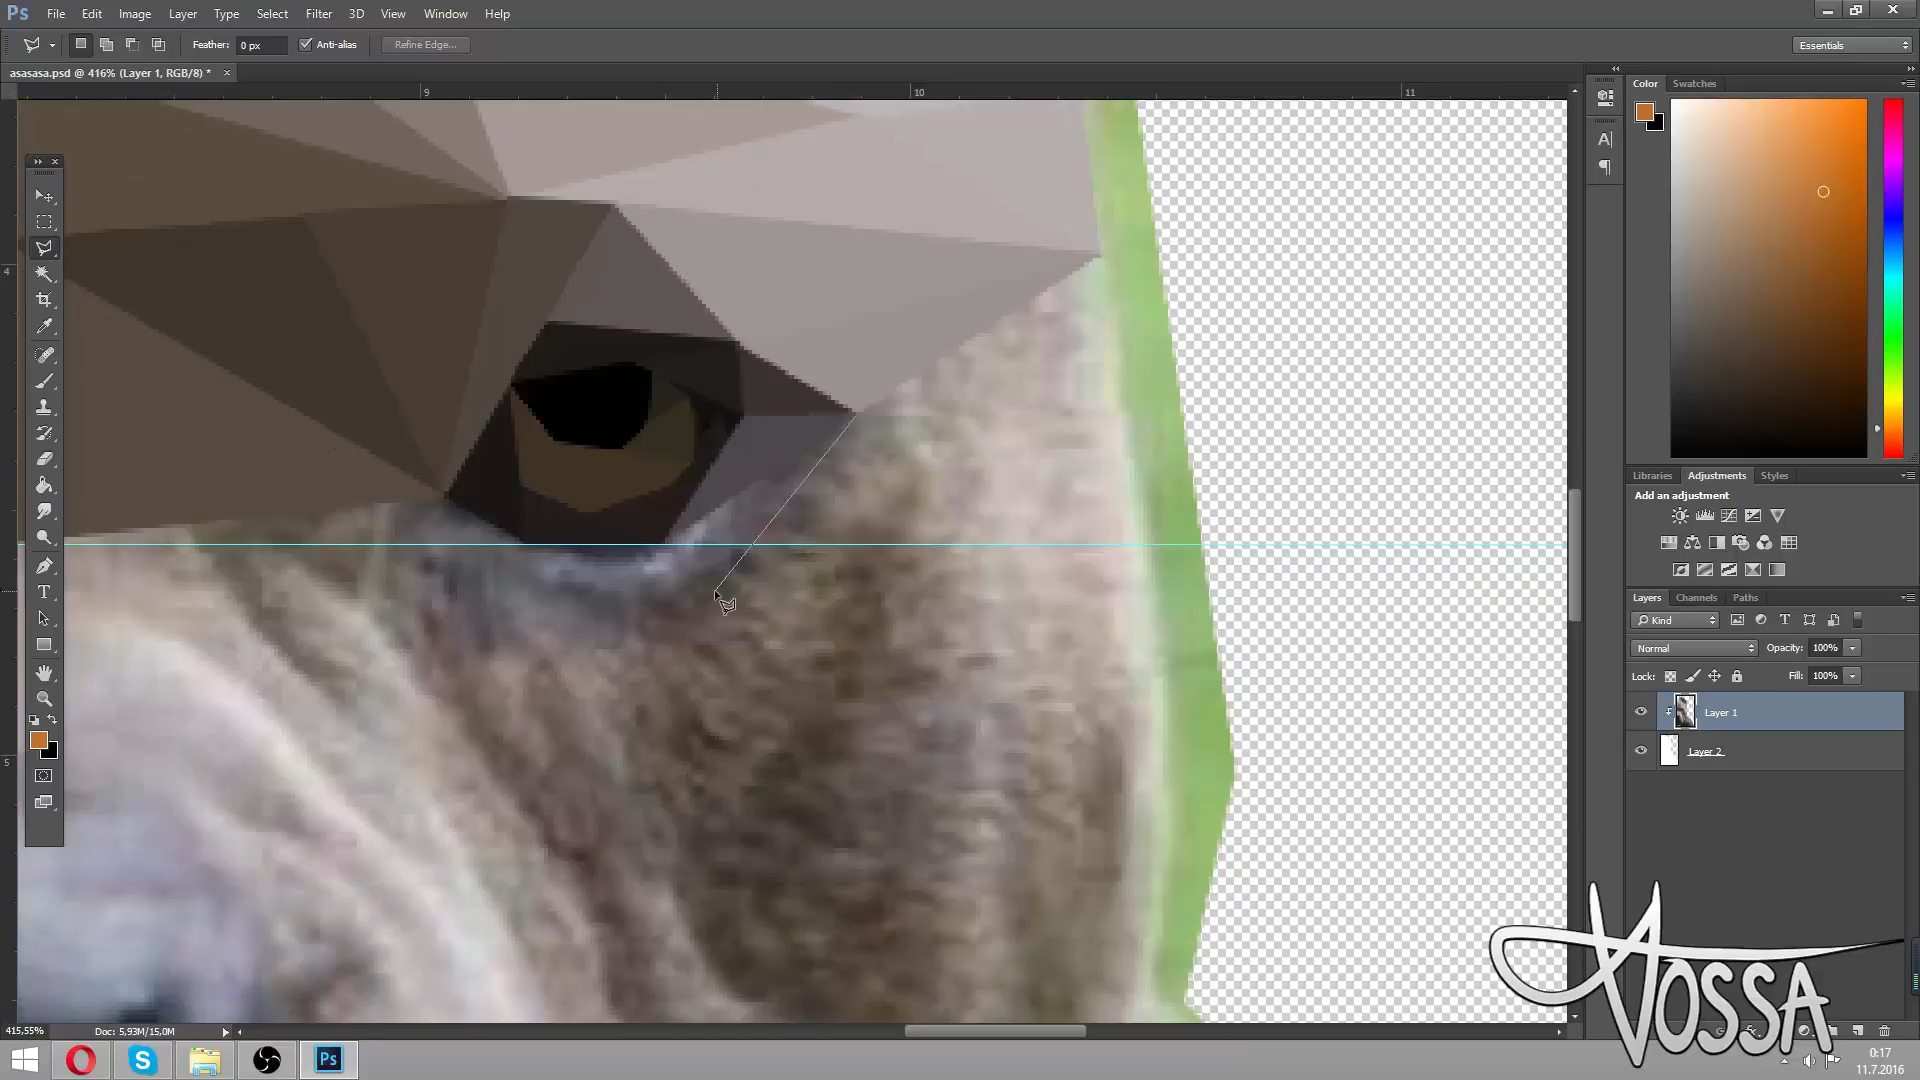 Ps File Edit Image Layer Type Select Filter 3D View Window Help
Feather: 0 px Anti-alias Refine Edge... Essentials
asasasa.psd @ 416% (Layer 1, RGB/8) * ×
9 10 11
4
5
Color Swatches
Libraries Adjustments Styles
Add an adjustment
Layers Channels Paths
Kind
Normal Opacity: 100%
Lock: Fill: 100%
Layer 1
Layer 2
415,55% Doc: 5,93M/15,0M
VOSSA
Ps
0:17
11.7.2016